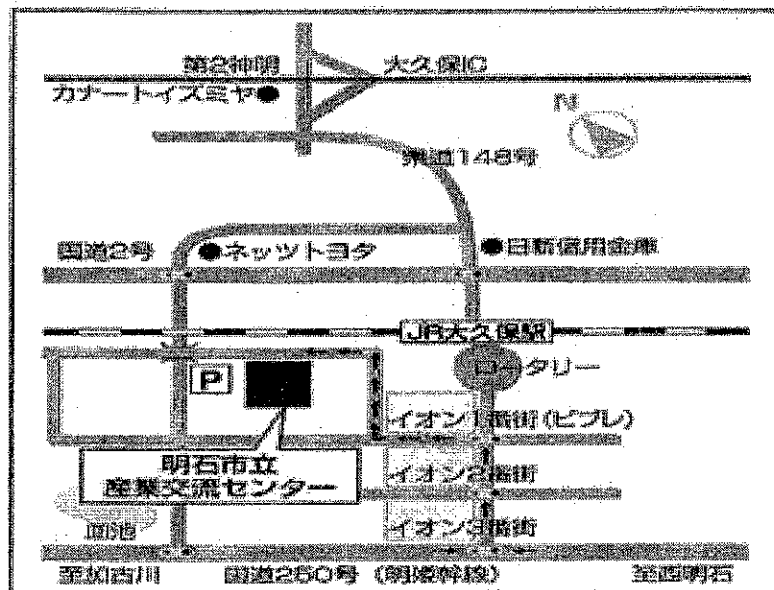 第2神明 大久保IC
カナートイズミヤ●
N
県道148号
国道2号 ●ネッツトヨタ ●日新信用金庫
JR大久保駅
P ロータリー
イオン1番街(ビブレ)
明石市立
産業交流センター
イオン2番街
イオン3番街
至加古川 国道250号(明姫幹線) 至西明石